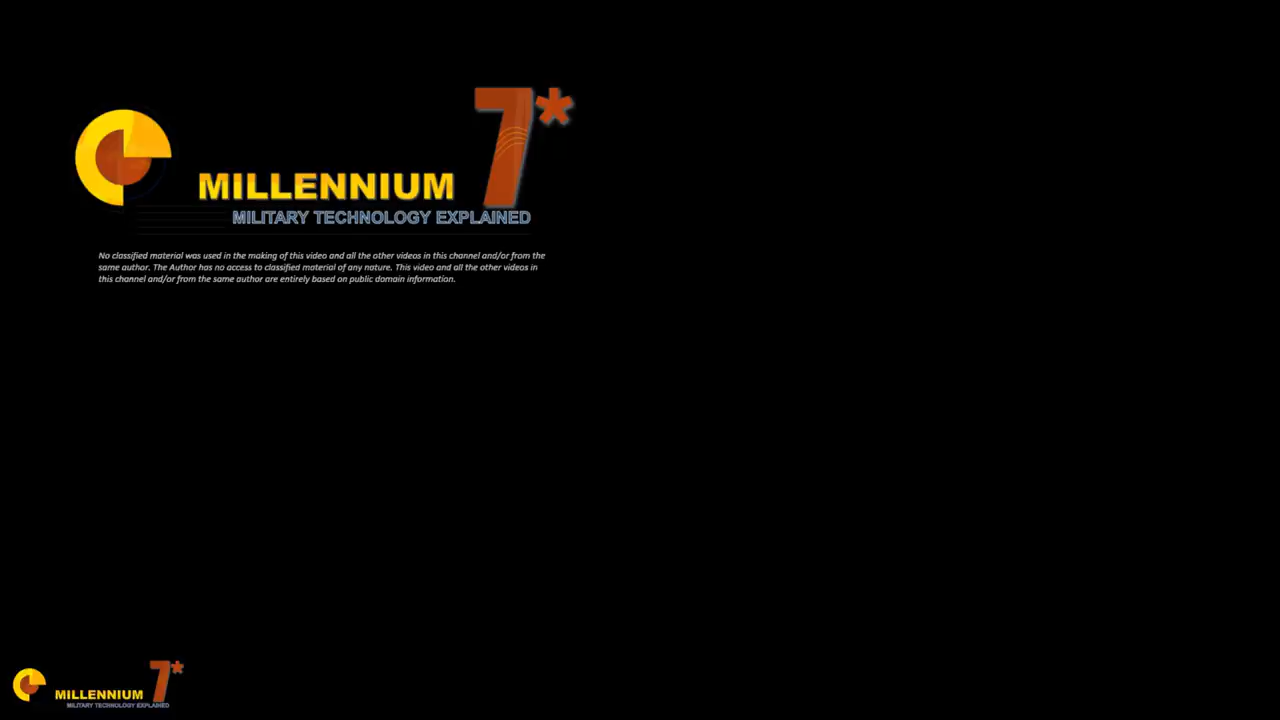 7*
MILLENNIUM
MILITARY TECHNOLOGY EXPLAINED
No classified material was used in the making of this video and all the other videos in this channel and/or from the
same author. The Author has no access to classified material of any nature. This video and all the other videos in
this channel and/or from the same author are entirely based on public domain information.
MILLENNIUM 7*
MILITARY TECHNOLOGY EXPLAINED